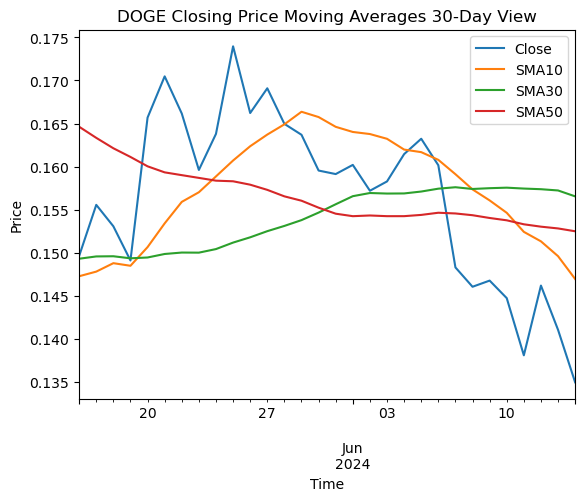 DOGE Closing Price Moving Averages 30-Day View
Close
SMA10
SMA30
SMA50
Price
0.175
0.170
0.165
0.160
0.155
0.150
0.145
0.140
0.135
20
27
03
10
Jun
2024
Time